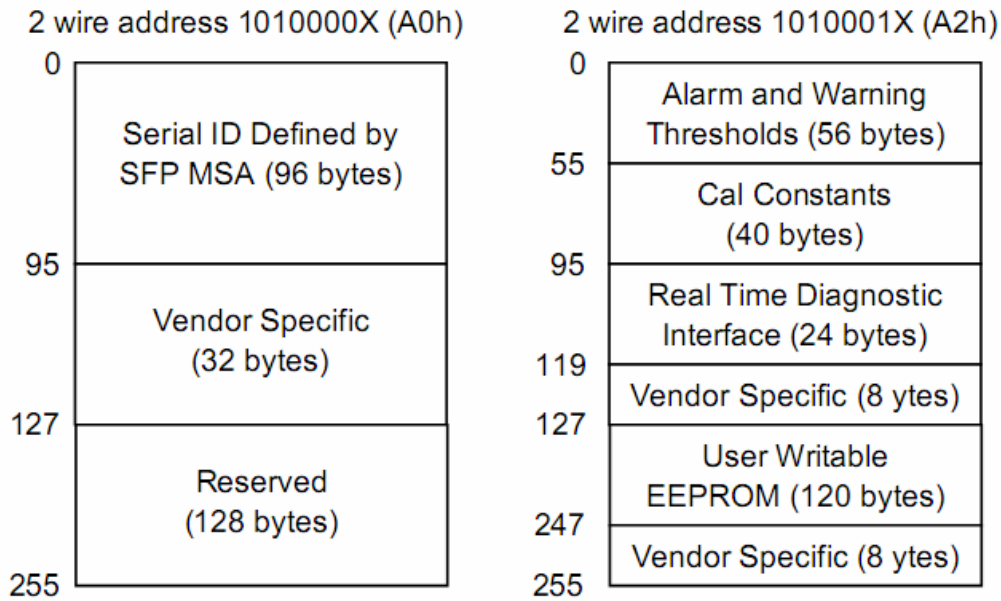 2 wire address 1010000X (A0h)
0
Serial ID Defined by
SFP MSA (96 bytes)
95
Vendor Specific
(32 bytes)
127
Reserved
(128 bytes)
255
2 wire address 1010001X (A2h)
0
Alarm and Warning
Thresholds (56 bytes)
55
Cal Constants
(40 bytes)
95
Real Time Diagnostic
Interface (24 bytes)
119
Vendor Specific (8 ytes)
127
User Writable
EEPROM (120 bytes)
247
Vendor Specific (8 ytes)
255